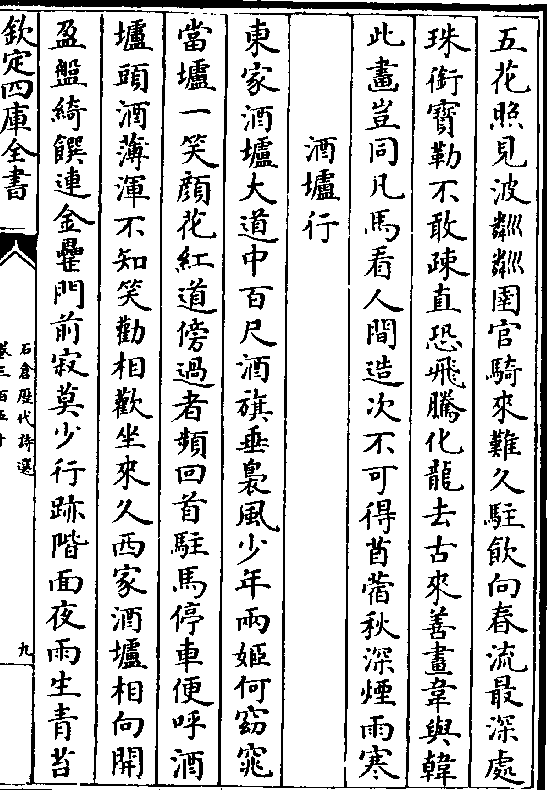 五花照見波粼粼圉官騎來難久駐飲向春流最深處
珠銜寶勒不敢疎直恐飛騰化龍去古來善畫韋與韓
此畫豈同凡馬看人間造次不可得苜蓿秋深煙雨寒
酒壚行
東家酒壚大道中百尺酒旗垂裊風少年兩姬何窈窕
當壚一笑顔花紅道傍過者頻回首駐馬停車便呼酒
壚頭酒薄渾不知笑勸相歡坐來久西家酒壚相向開
盈盤綺饌連金罍門前寂莫少行跡階面夜雨生青苔
欽定四庫全書
石倉歴代詩選
卷三百五十
九